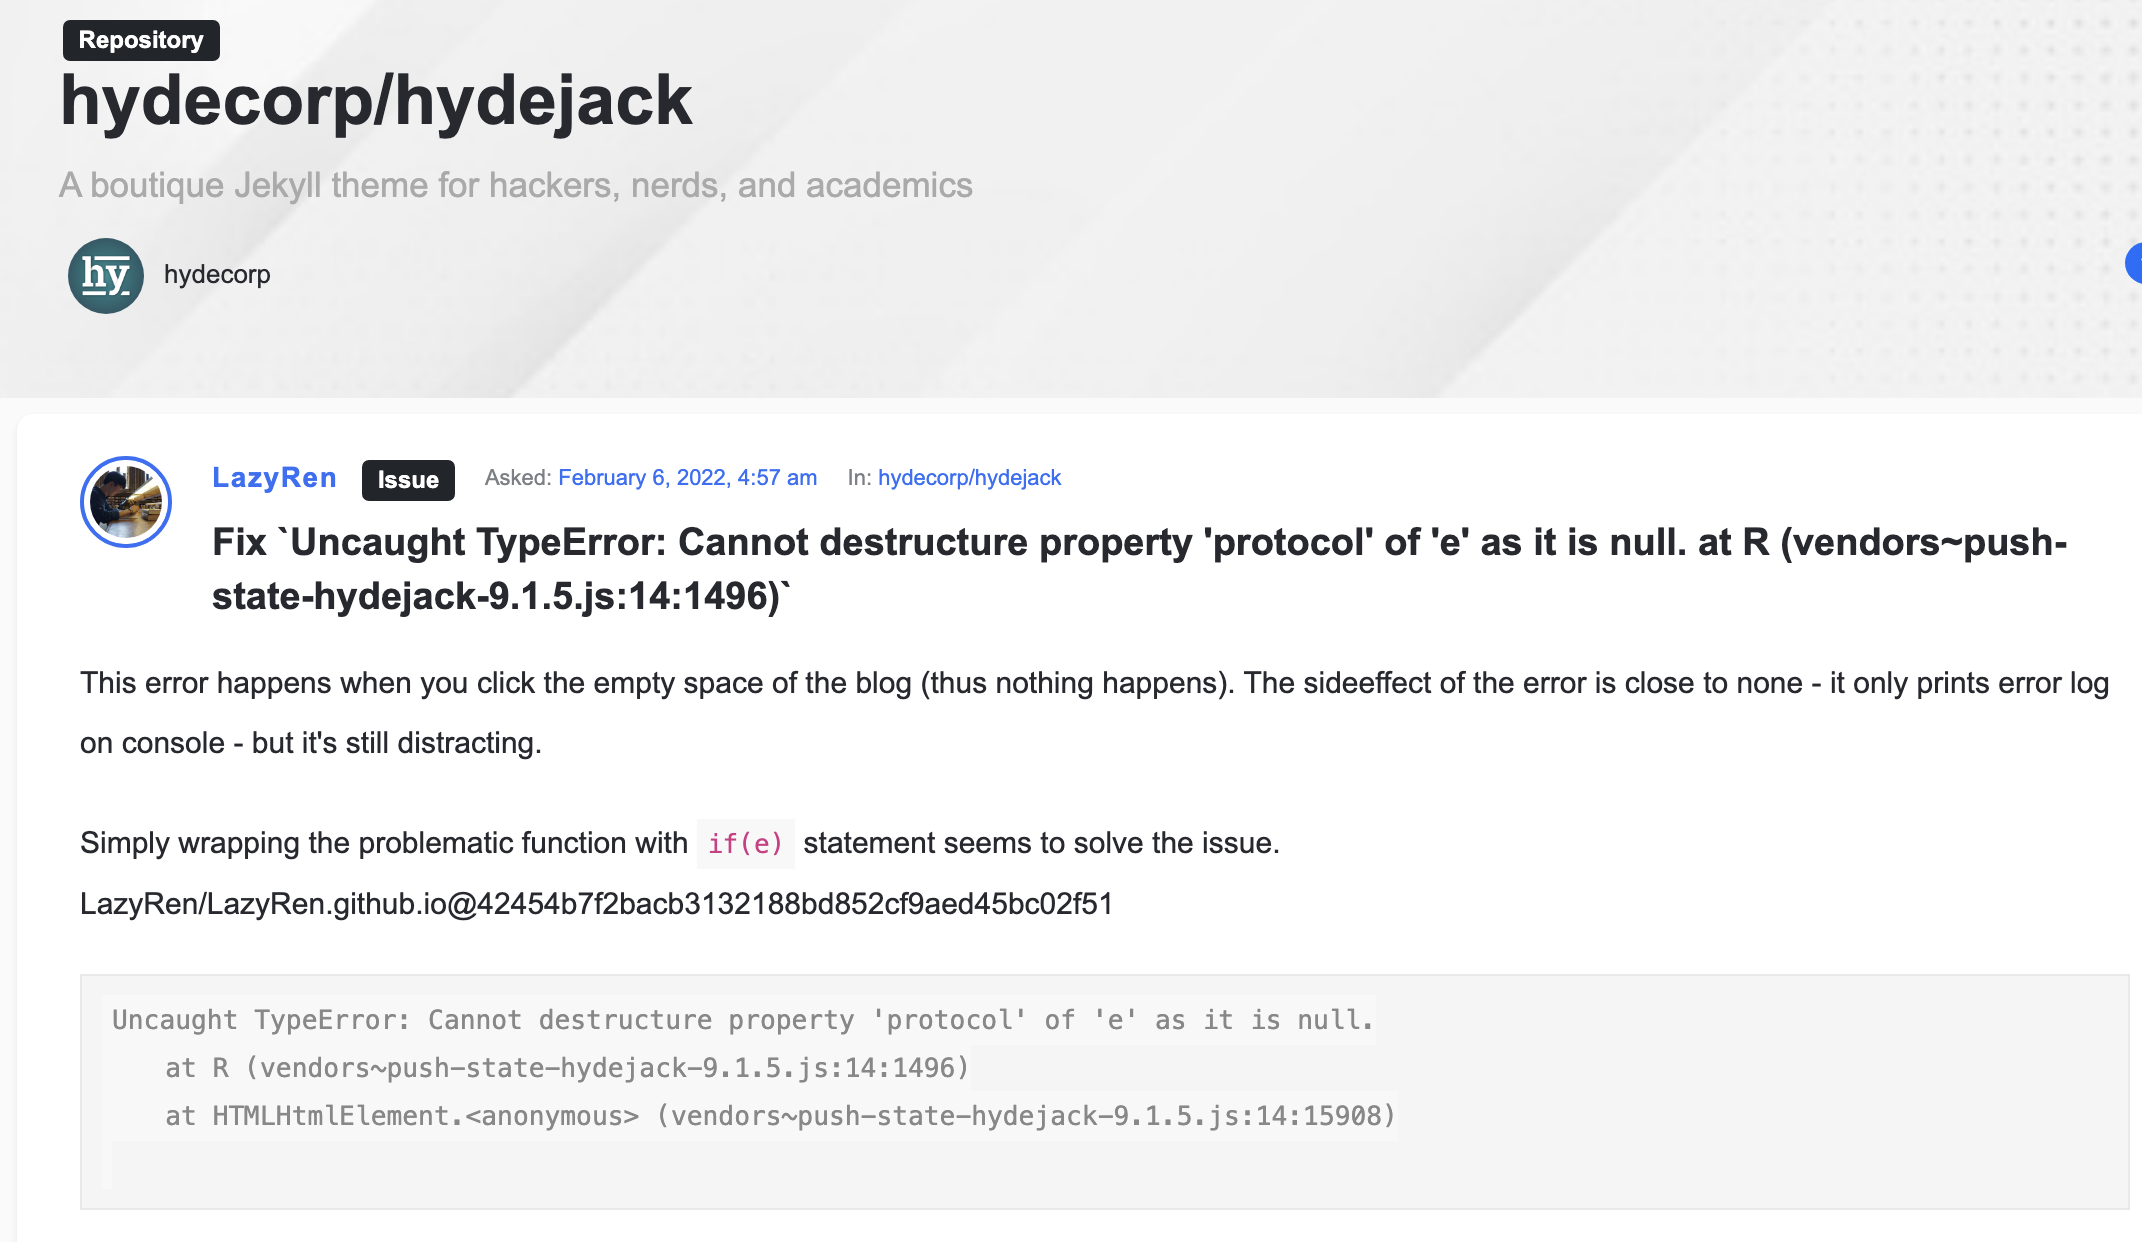 Repository
hydecorp/hydejack
A boutique Jekyll theme for hackers, nerds, and academics
hy
hydecorp
LazyRen Issue Asked: February 6, 2022, 4:57 am In: hydecorp/hydejack
Fix `Uncaught TypeError: Cannot destructure property 'protocol' of 'e' as it is null. at R (vendors~push-
state-hydejack-9.1.5.js:14:1496)`
This error happens when you click the empty space of the blog (thus nothing happens). The sideeffect of the error is close to none - it only prints error log
on console - but it's still distracting.
Simply wrapping the problematic function with if(e) statement seems to solve the issue.
LazyRen/LazyRen.github.io@42454b7f2bacb3132188bd852cf9aed45bc02f51
Uncaught TypeError: Cannot destructure property 'protocol' of 'e' as it is null.
at R (vendors~push-state-hydejack-9.1.5.js:14:1496)
at HTMLHtmlElement.<anonymous> (vendors~push-state-hydejack-9.1.5.js:14:15908)